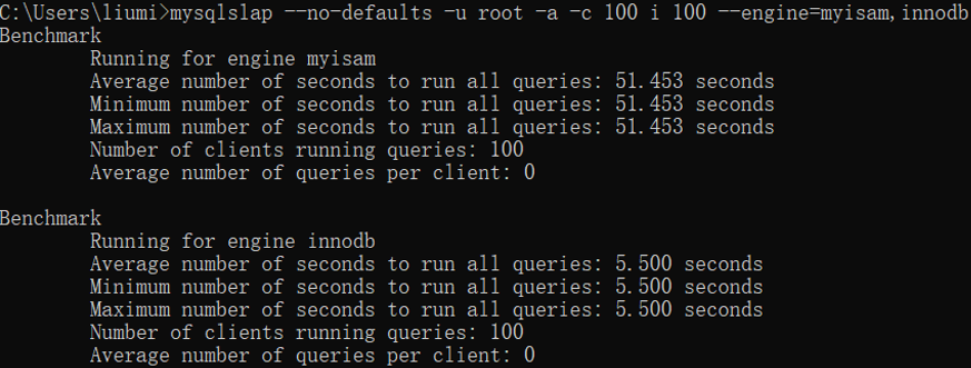 C:\Users\liumi>mysqlslap --no-defaults -u root -a -c 100 i 100 --engine=myisam,innodb
Benchmark
Running for engine myisam
Average number of seconds to run all queries: 51.453 seconds
Minimum number of seconds to run all queries: 51.453 seconds
Maximum number of seconds to run all queries: 51.453 seconds
Number of clients running queries: 100
Average number of queries per client: 0
Benchmark
Running for engine innodb
Average number of seconds to run all queries: 5.500 seconds
Minimum number of seconds to run all queries: 5.500 seconds
Maximum number of seconds to run all queries: 5.500 seconds
Number of clients running queries: 100
Average number of queries per client: 0